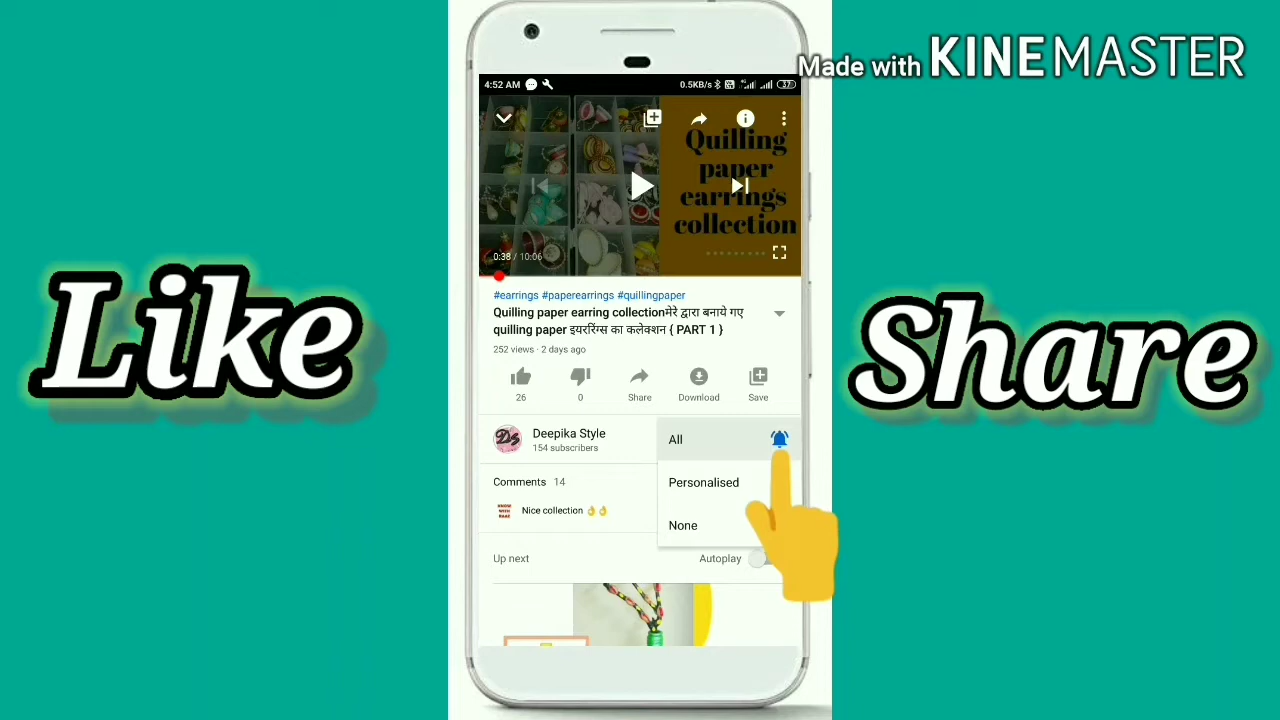 Made with KINEMASTER
Like
Share
4:52 AM
0.5KB/s
37
Quilling
paper
earrings
collection
0:38 / 10:06
#earrings #paperearrings #quillingpaper
Quilling paper earring collectionमेरे द्वारा बनाये गए
quilling paper इयररिंग्स का कलेक्शन { PART 1 }
252 views · 2 days ago
26
0
Share
Download
Save
Ds
Deepika Style
154 subscribers
All
Personalised
None
Comments 14
Nice collection 👌👌
Up next
Autoplay